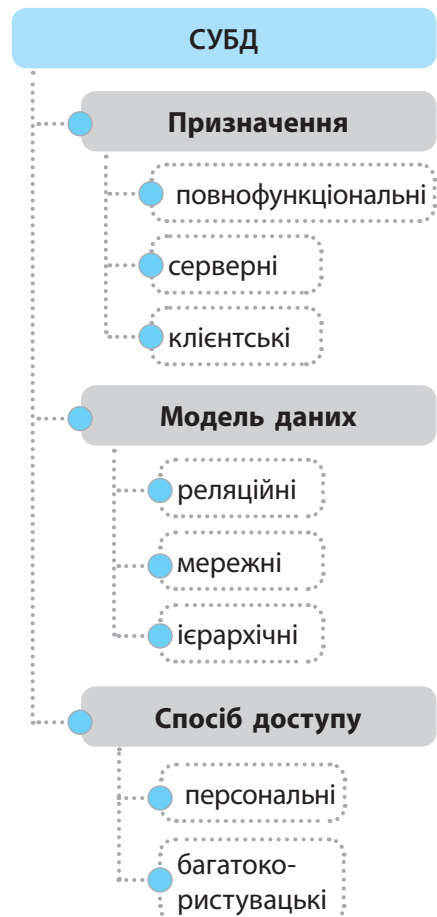 СУБД
Призначення
повнофункціональні
серверні
клієнтські
Модель даних
реляційні
мережні
ієрархічні
Спосіб доступу
персональні
багатоко-
ристувацькі